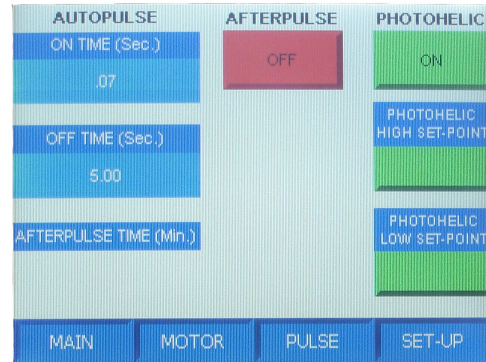 AUTOPULSE
AFTERPULSE
PHOTOHELIC
ON TIME (Sec.)
.07
OFF
ON
OFF TIME (Sec.)
5.00
PHOTOHELIC
HIGH SET-POINT
AFTERPULSE TIME (Min.)
PHOTOHELIC
LOW SET-POINT
MAIN
MOTOR
PULSE
SET-UP